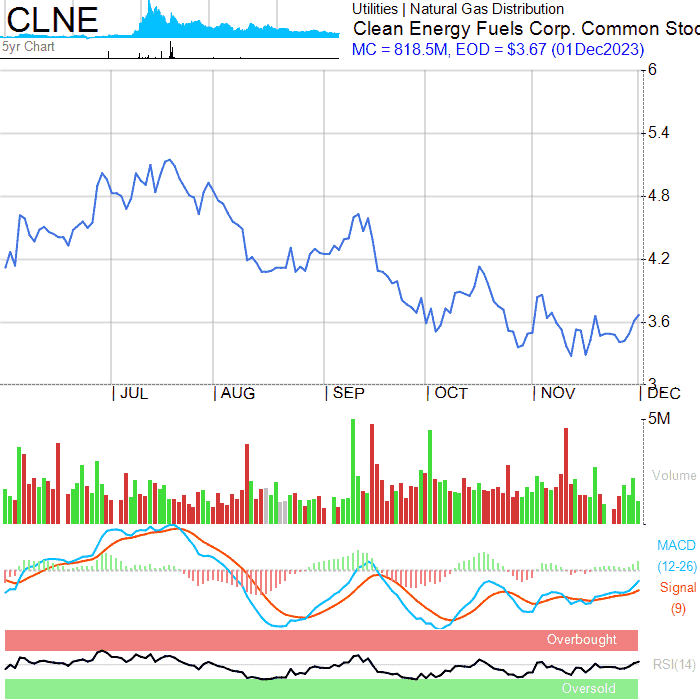 CLNE
5yr Chart
Utilities | Natural Gas Distribution
Clean Energy Fuels Corp. Common Stoc
MC = 818.5M, EOD = $3.67 (01Dec2023)
6
5.4
4.8
4.2
3.6
3
| JUL | AUG | SEP | OCT | NOV | DEC
5M
Volume
MACD
(12-26)
Signal
(9)
Overbought
RSI(14)
Oversold